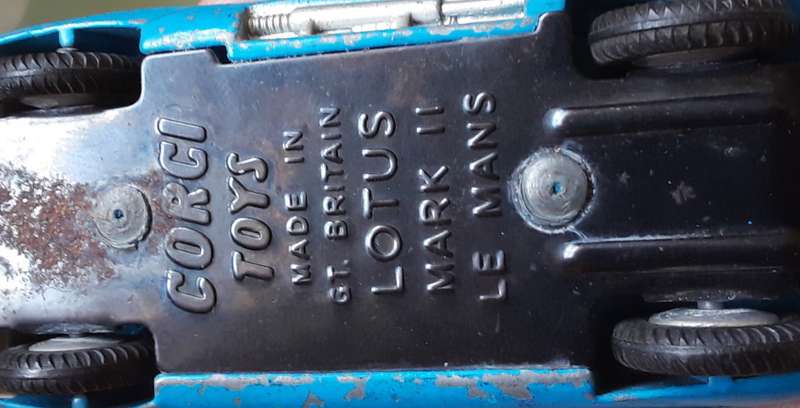 CORGI
TOYS
MADE IN
GT. BRITAIN
LOTUS
MARK II
LE MANS